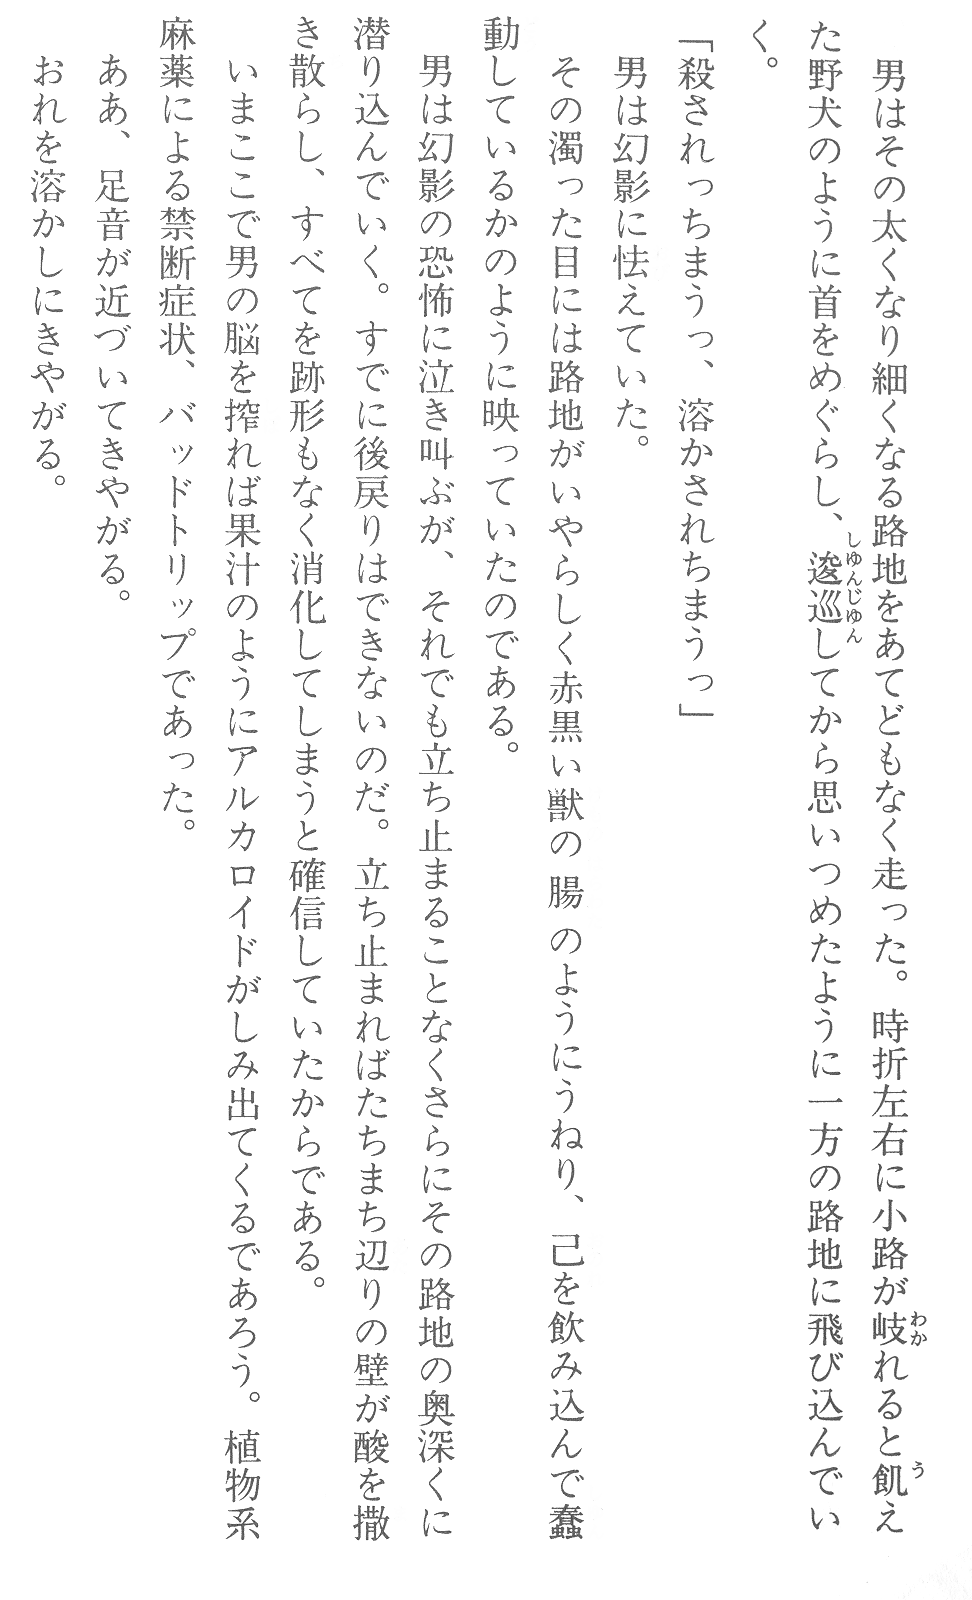 男はその太くなり細くなる路地をあてどもなく走った。時折左右に小路が岐れると飢え
た野犬のように首をめぐらし、逡巡してから思いつめたように一方の路地に飛び込んでい
く。
「殺されっちまうっ、溶かされちまうっ」
男は幻影に怯えていた。
その濁った目には路地がいやらしく赤黒い獣の腸のようにうねり、己を飲み込んで蠢
動しているかのように映っていたのである。
男は幻影の恐怖に泣き叫ぶが、それでも立ち止まることなくさらにその路地の奥深くに
潜り込んでいく。すでに後戻りはできないのだ。立ち止まればたちまち辺りの壁が酸を撒
き散らし、すべてを跡形もなく消化してしまうと確信していたからである。
いまここで男の脳を搾れば果汁のようにアルカロイドがしみ出てくるであろう。植物系
麻薬による禁断症状、バッドトリップであった。
ああ、足音が近づいてきやがる。
おれを溶かしにきやがる。